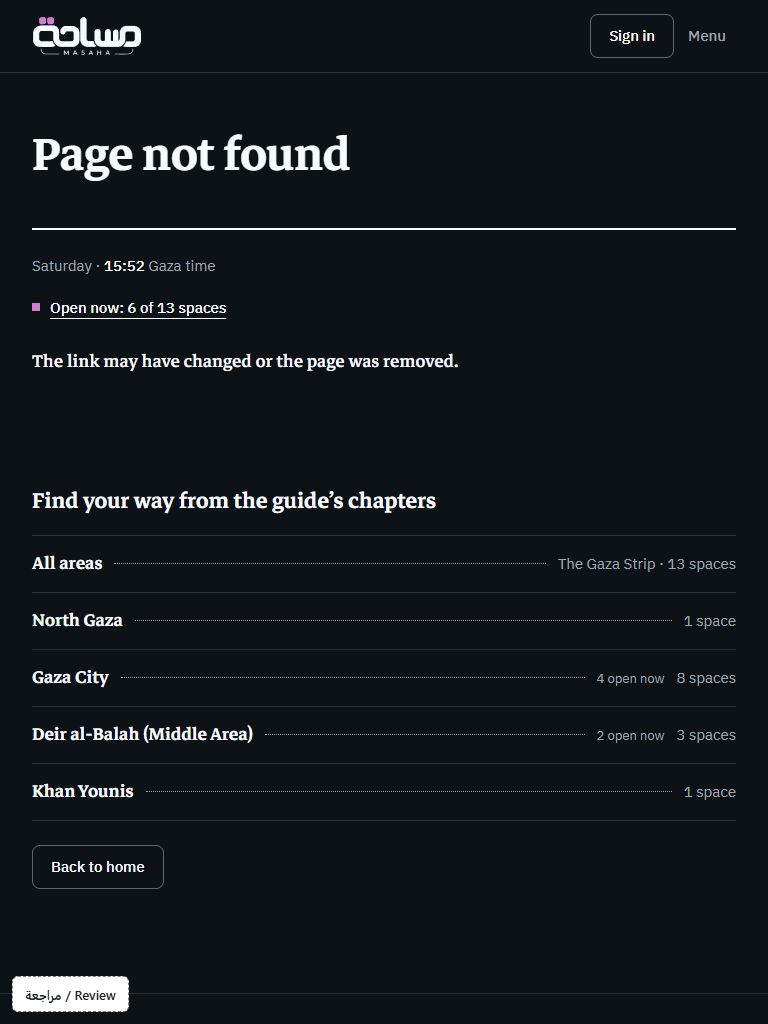 مساحة
MASAHA
Sign in
Menu
Page not found
Saturday · 15:52 Gaza time
Open now: 6 of 13 spaces
The link may have changed or the page was removed.
Find your way from the guide’s chapters
All areas The Gaza Strip · 13 spaces
North Gaza 1 space
Gaza City 4 open now 8 spaces
Deir al-Balah (Middle Area) 2 open now 3 spaces
Khan Younis 1 space
Back to home
مراجعة / Review